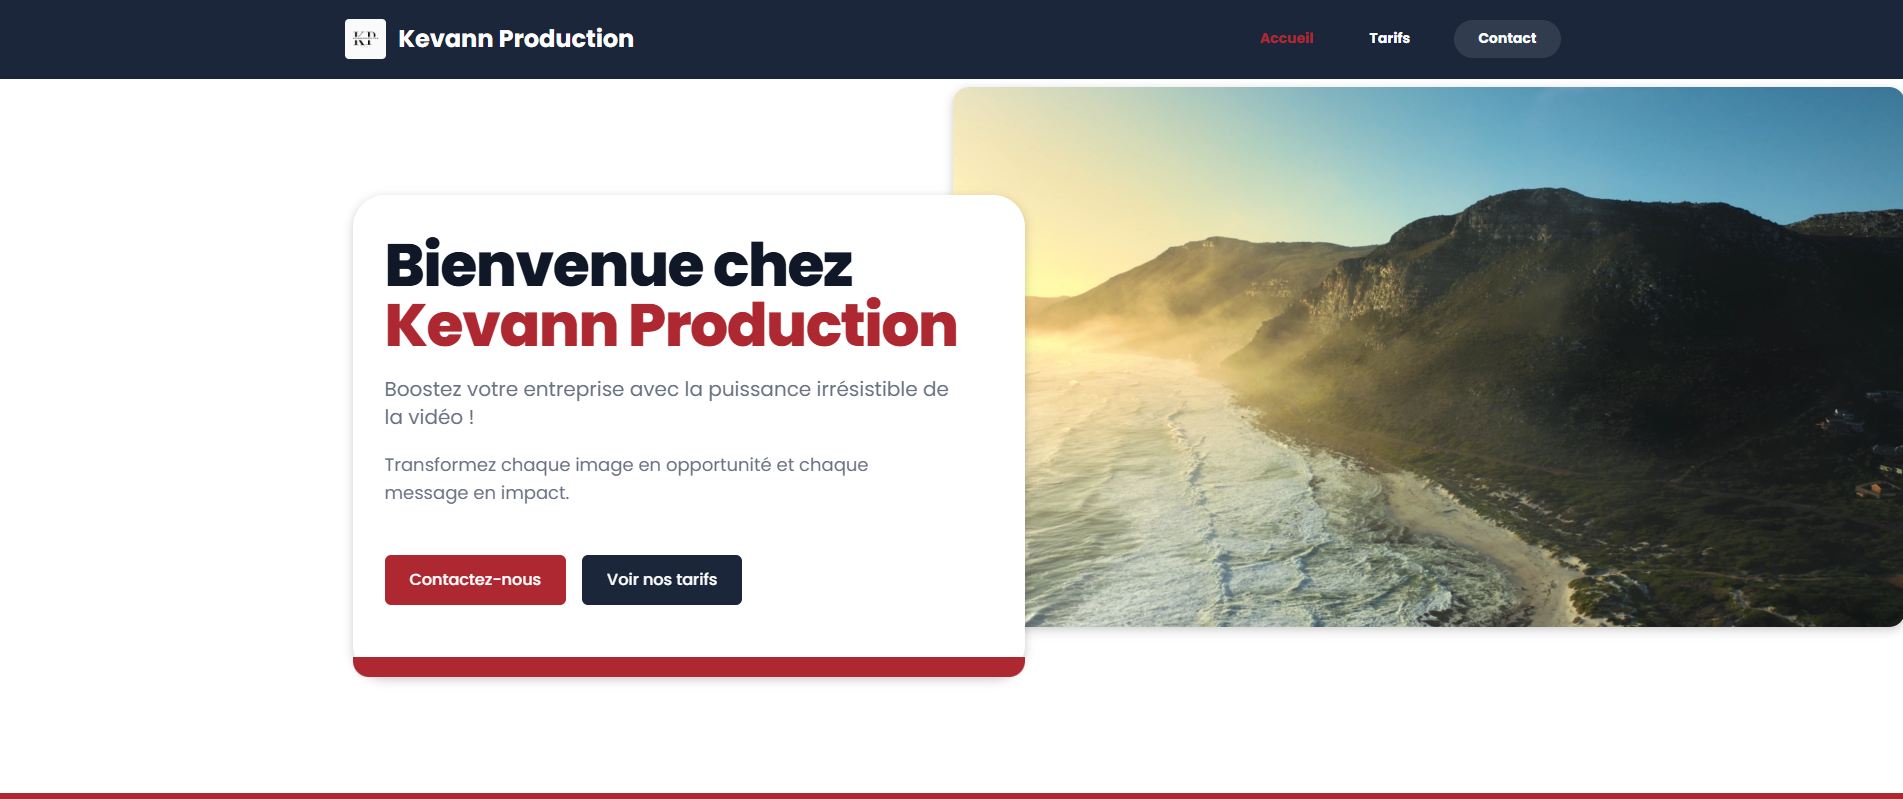 KP
Kevann Production
Accueil
Tarifs
Contact
Bienvenue chez
Kevann Production
Boostez votre entreprise avec la puissance irrésistible de
la vidéo !
Transformez chaque image en opportunité et chaque
message en impact.
Contactez-nous
Voir nos tarifs